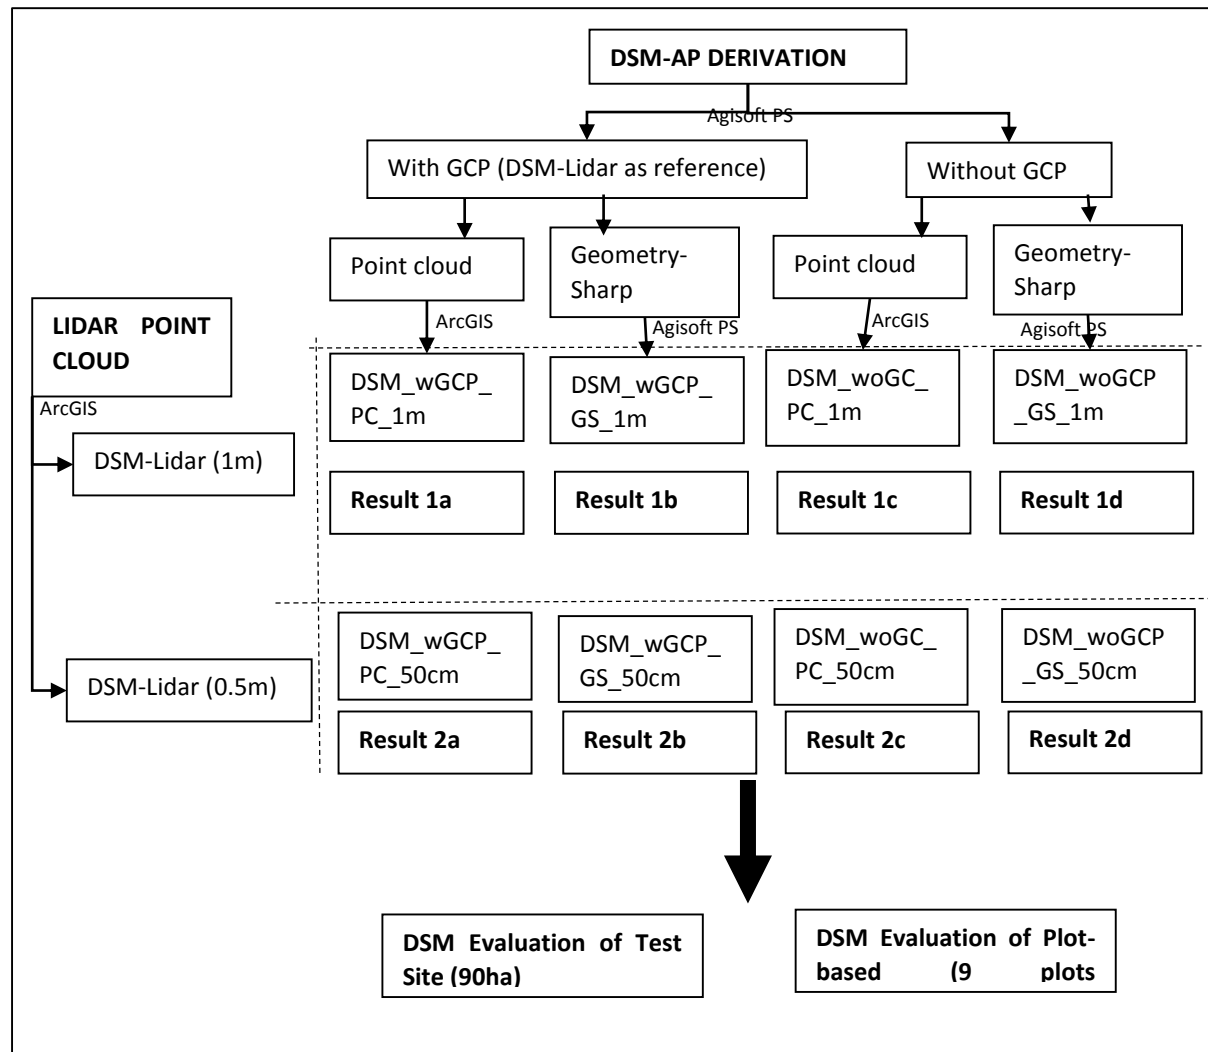 DSM-AP DERIVATION
Agisoft PS
With GCP (DSM-Lidar as reference)
Without GCP
Point cloud
Geometry-
Sharp
Point cloud
Geometry-
Sharp
ArcGIS
Agisoft PS
ArcGIS
Agisoft PS
LIDAR POINT
CLOUD
ArcGIS
DSM-Lidar (1m)
DSM-Lidar (0.5m)
DSM_wGCP_
PC_1m
DSM_wGCP_
GS_1m
DSM_woGC_
PC_1m
DSM_woGCP
_GS_1m
Result 1a
Result 1b
Result 1c
Result 1d
DSM_wGCP_
PC_50cm
DSM_wGCP_
GS_50cm
DSM_woGC_
PC_50cm
DSM_woGCP
_GS_50cm
Result 2a
Result 2b
Result 2c
Result 2d
DSM Evaluation of Test
Site (90ha)
DSM Evaluation of Plot-
based (9 plots